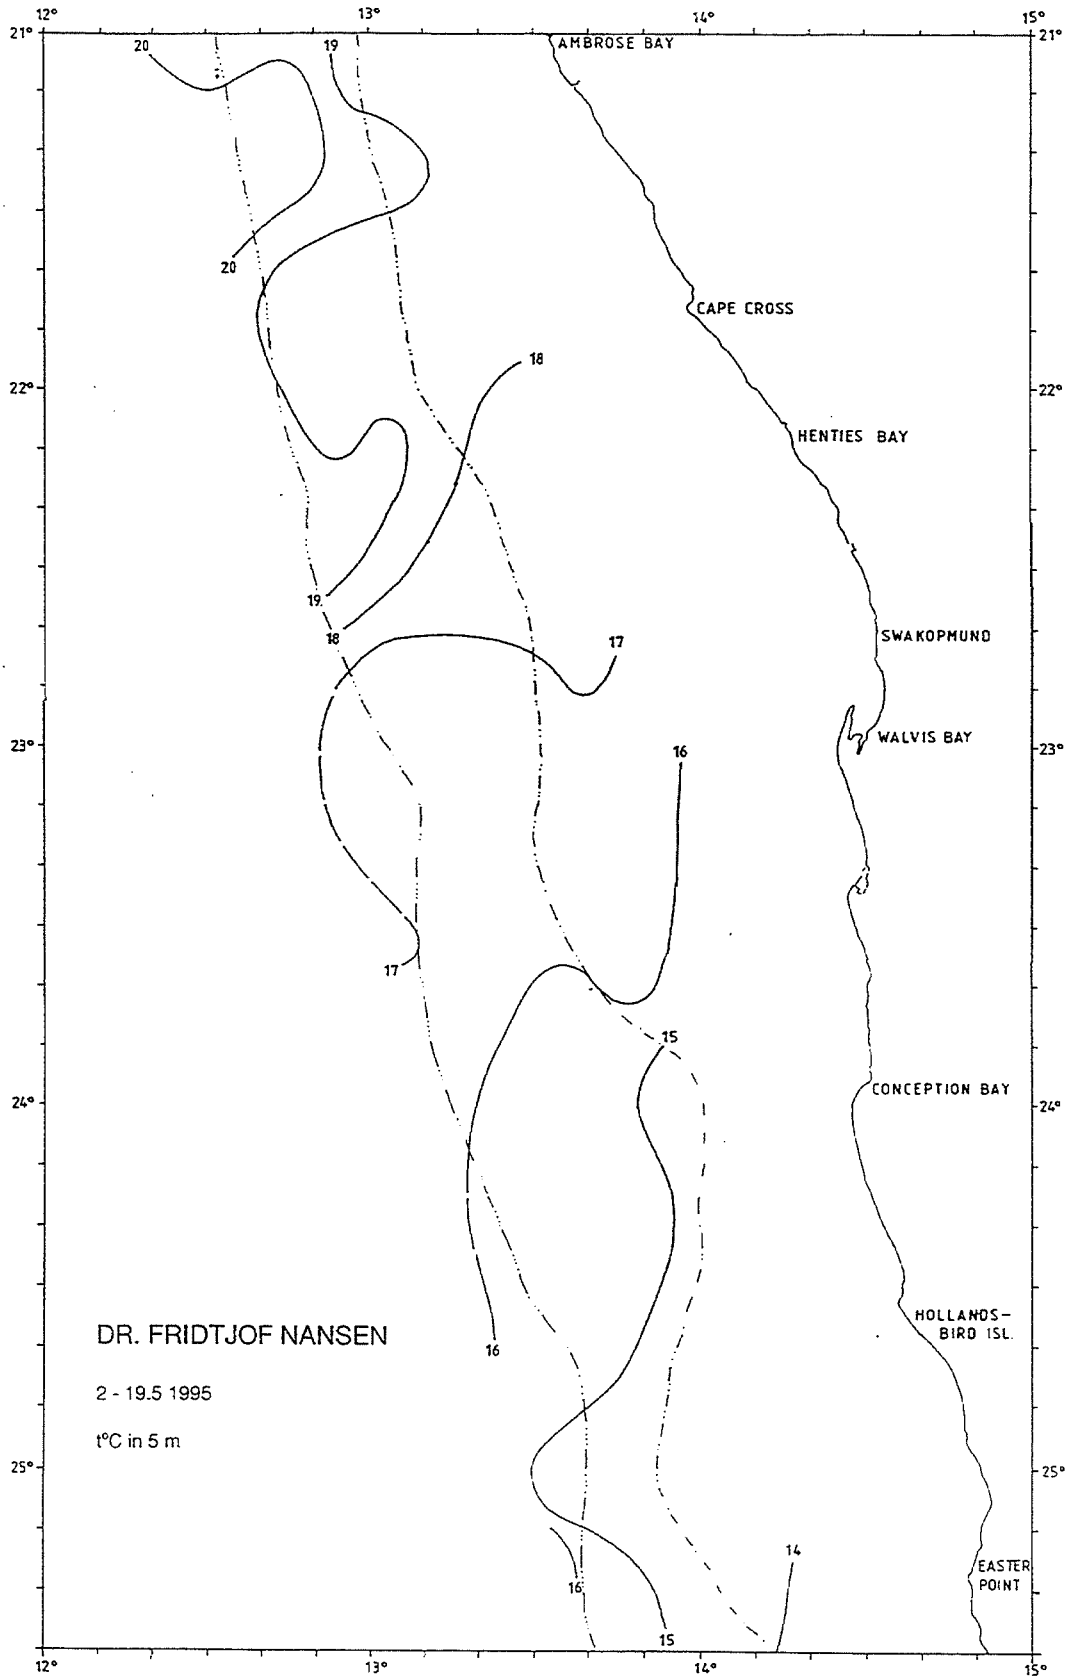 12° 13° 14° 15°
21° 20 19 AMBROSE BAY 21°
20
CAPE CROSS
18
22° 22°
HENTIES BAY
19
18 17 SWAKOPMUND
WALVIS BAY
23° 16 23°
17
15
CONCEPTION BAY
24° 24°
HOLLANDS-
BIRD ISL.
DR. FRIDTJOF NANSEN
16
2 - 19.5 1995
t°C in 5 m
25° 25°
14
EASTER
POINT
16
15
12° 13° 14° 15°